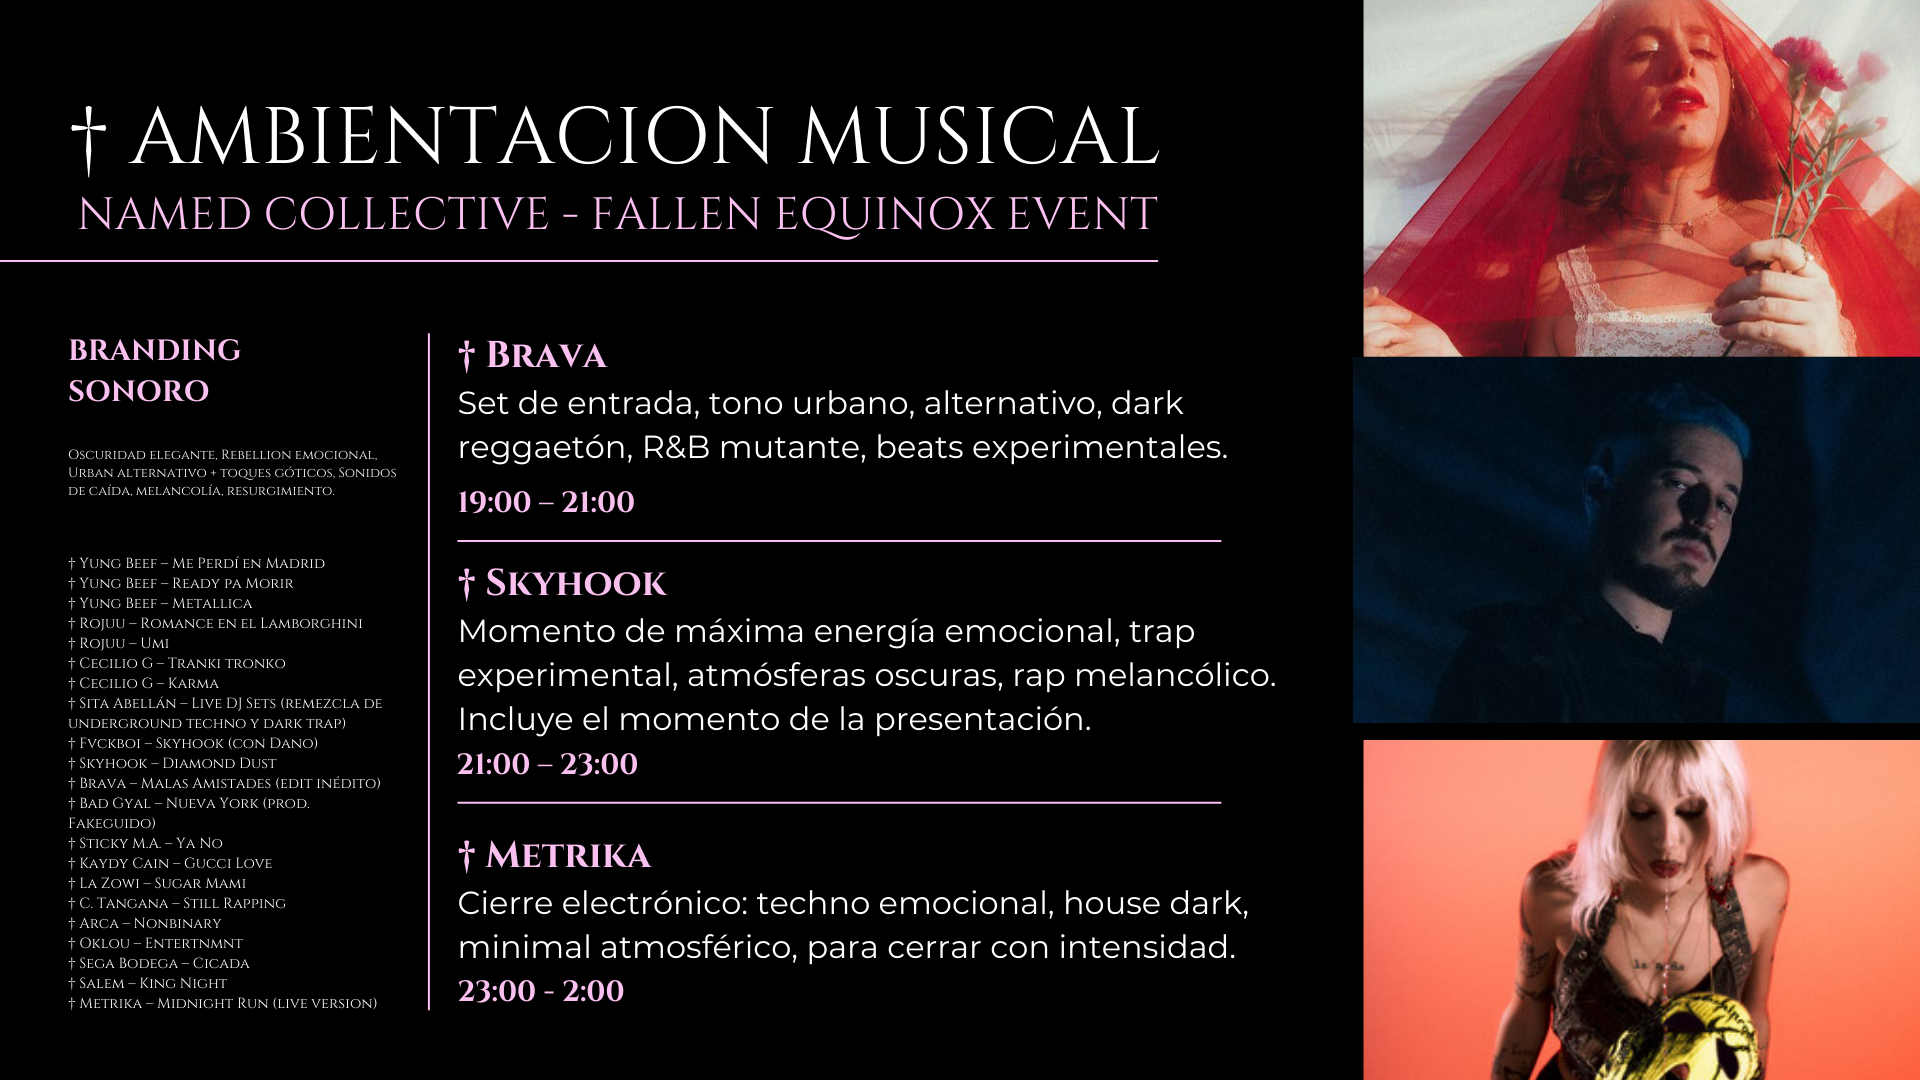 † AMBIENTACION MUSICAL
NAMED COLLECTIVE - FALLEN EQUINOX EVENT
BRANDING
SONORO
Oscuridad elegante, Rebellion emocional,
Urban alternativo + toques góticos, Sonidos
de caída, melancolía, resurgimiento.
† Yung Beef – Me Perdí en Madrid
† Yung Beef – Ready pa Morir
† Yung Beef – Metallica
† Rojuu – Romance en el Lamborghini
† Rojuu – Umi
† Cecilio G – Tranki tronko
† Cecilio G – Karma
† Sita Abellán – Live DJ Sets (remezcla de
underground techno y dark trap)
† Fvckboi – Skyhook (con Dano)
† Skyhook – Diamond Dust
† Brava – Malas Amistades (edit inédito)
† Bad Gyal – Nueva York (prod.
Fakeguido)
† Sticky M.A. – Ya No
† Kaydy Cain – Gucci Love
† La Zowi – Sugar Mami
† C. Tangana – Still Rapping
† Arca – Nonbinary
† Oklou – Entertnmnt
† Sega Bodega – Cicada
† Salem – King Night
† Metrika – Midnight Run (live version)
† Brava
Set de entrada, tono urbano, alternativo, dark
reggaetón, R&B mutante, beats experimentales.
19:00 – 21:00
† Skyhook
Momento de máxima energía emocional, trap
experimental, atmósferas oscuras, rap melancólico.
Incluye el momento de la presentación.
21:00 – 23:00
† Metrika
Cierre electrónico: techno emocional, house dark,
minimal atmosférico, para cerrar con intensidad.
23:00 - 2:00